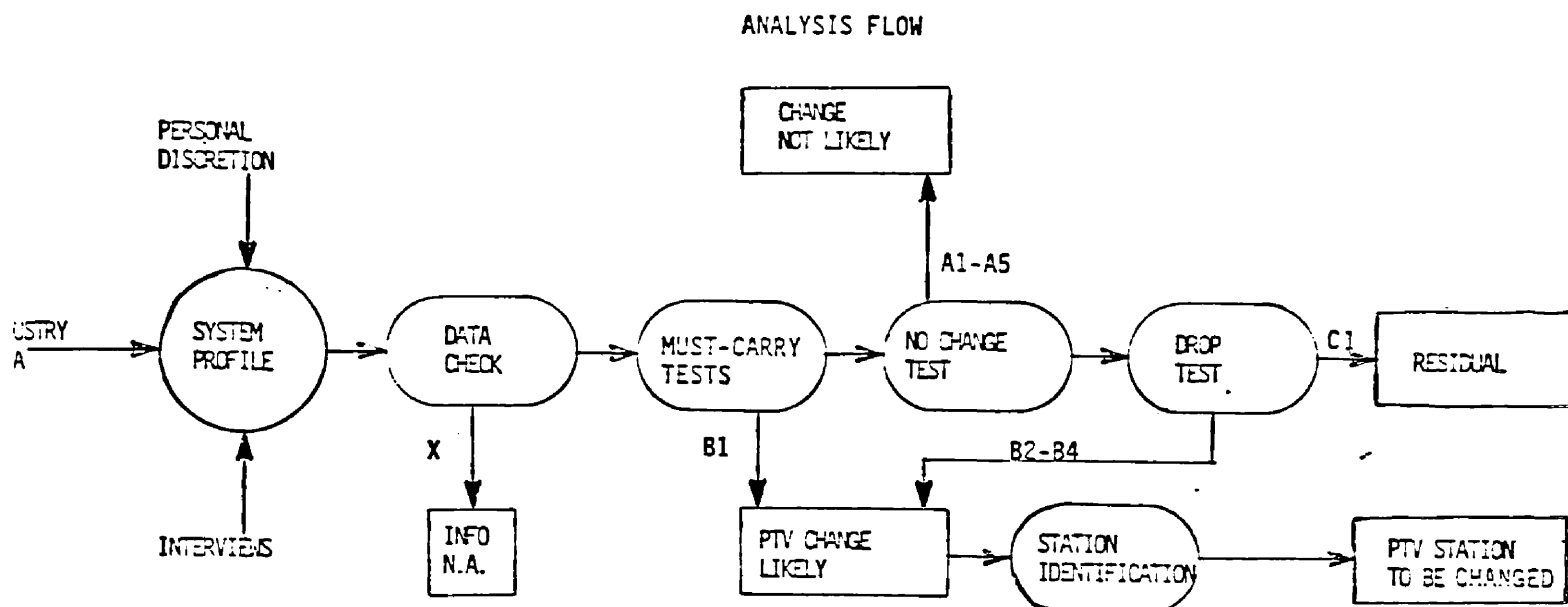 ANALYSIS FLOW
CHANGE
NOT LIKELY
PERSONAL
DISCRETION
A1-A5
USTRY
A
SYSTEM
PROFILE
DATA
CHECK
MUST-CARRY
TESTS
NO CHANGE
TEST
DROP
TEST
C1
RESIDUAL
X
B1
B2-B4
INTERVIEWS
INFO
N.A.
PTV CHANGE
LIKELY
STATION
IDENTIFICATION
PTV STATION
TO BE CHANGED